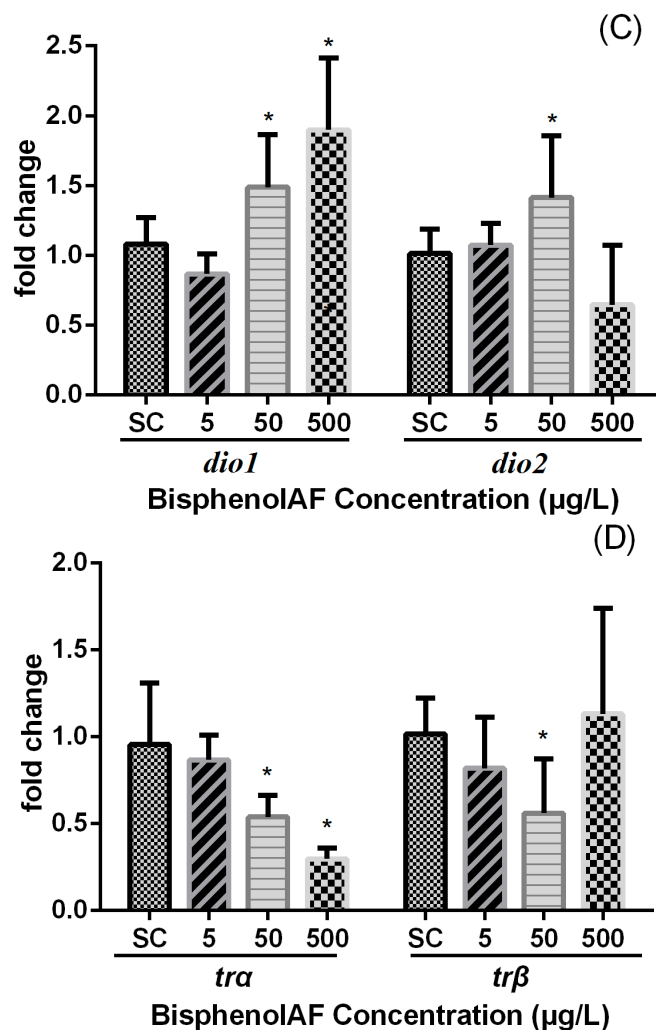 (C)
2.5
2.0
1.5
1.0
0.5
0.0
fold change
* * *
SC 5 50 500 SC 5 50 500
dio1 dio2
BisphenolAF Concentration (µg/L)
(D)
2.0
1.5
1.0
0.5
0.0
fold change
* * *
SC 5 50 500 SC 5 50 500
trα trβ
BisphenolAF Concentration (µg/L)